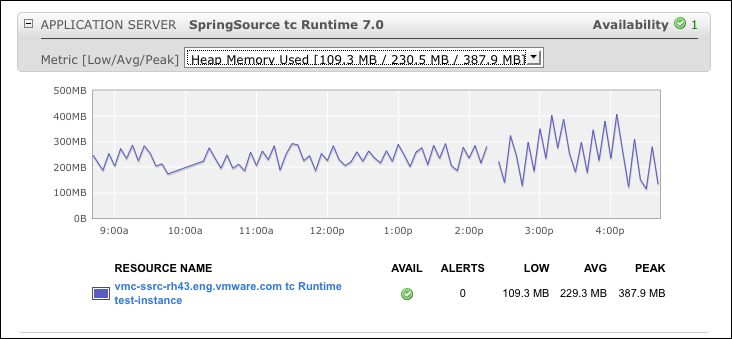 APPLICATION SERVER SpringSource tc Runtime 7.0 Availability 1
Metric [Low/Avg/Peak] Heap Memory Used [109.3 MB / 230.5 MB / 387.9 MB]
500MB
400MB
300MB
200MB
100MB
0B
9:00a 10:00a 11:00a 12:00p 1:00p 2:00p 3:00p 4:00p
RESOURCE NAME AVAIL ALERTS LOW AVG PEAK
vmc-ssrc-rh43.eng.vmware.com tc Runtime
test-instance 0 109.3 MB 229.3 MB 387.9 MB